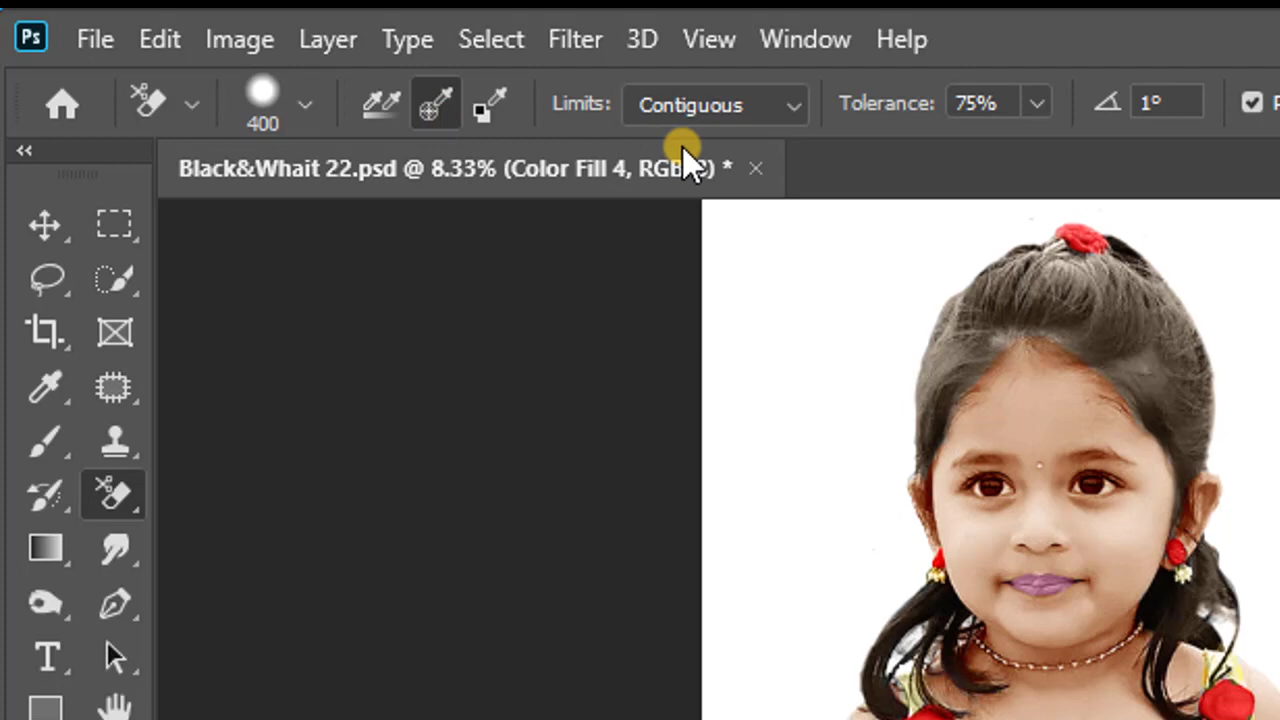 Ps File Edit Image Layer Type Select Filter 3D View Window Help
400 Limits: Contiguous Tolerance: 75% 1°
Black&Whait 22.psd @ 8.33% (Color Fill 4, RGB/8) *
T